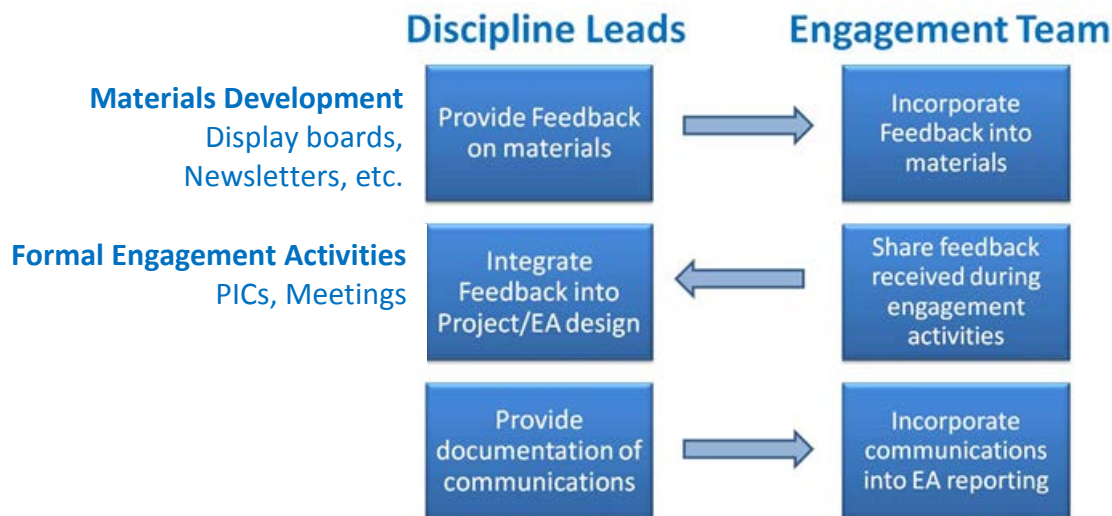 Discipline Leads
Engagement Team
Materials Development
Display boards,
Newsletters, etc.
Provide Feedback
on materials
Incorporate
Feedback into
materials
Formal Engagement Activities
PICs, Meetings
Integrate
Feedback into
Project/EA design
Share feedback
received during
engagement
activities
Provide
documentation of
communications
Incorporate
communications
into EA reporting